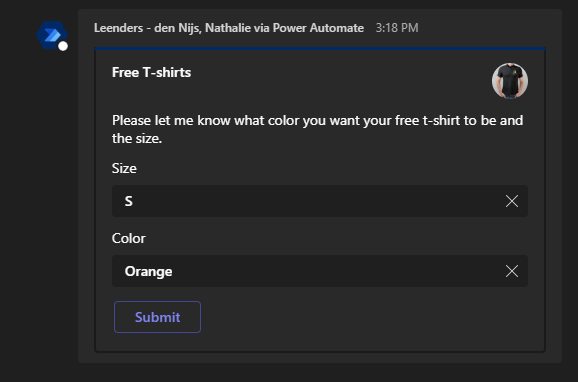 Leenders - den Nijs, Nathalie via Power Automate 3:18 PM
Free T-shirts
Please let me know what color you want your free t-shirt to be and
the size.
Size
S
Color
Orange
Submit